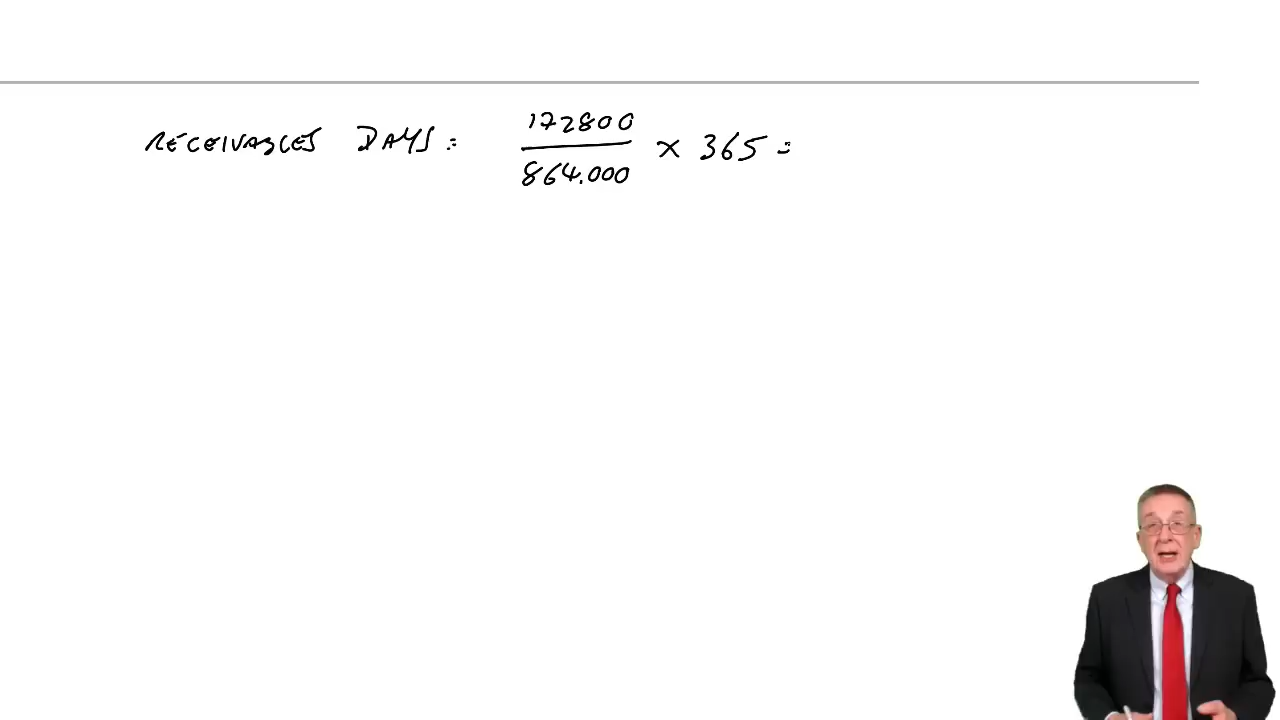 RECEIVABLES DAYS = 172800 / 864.000 × 365 =